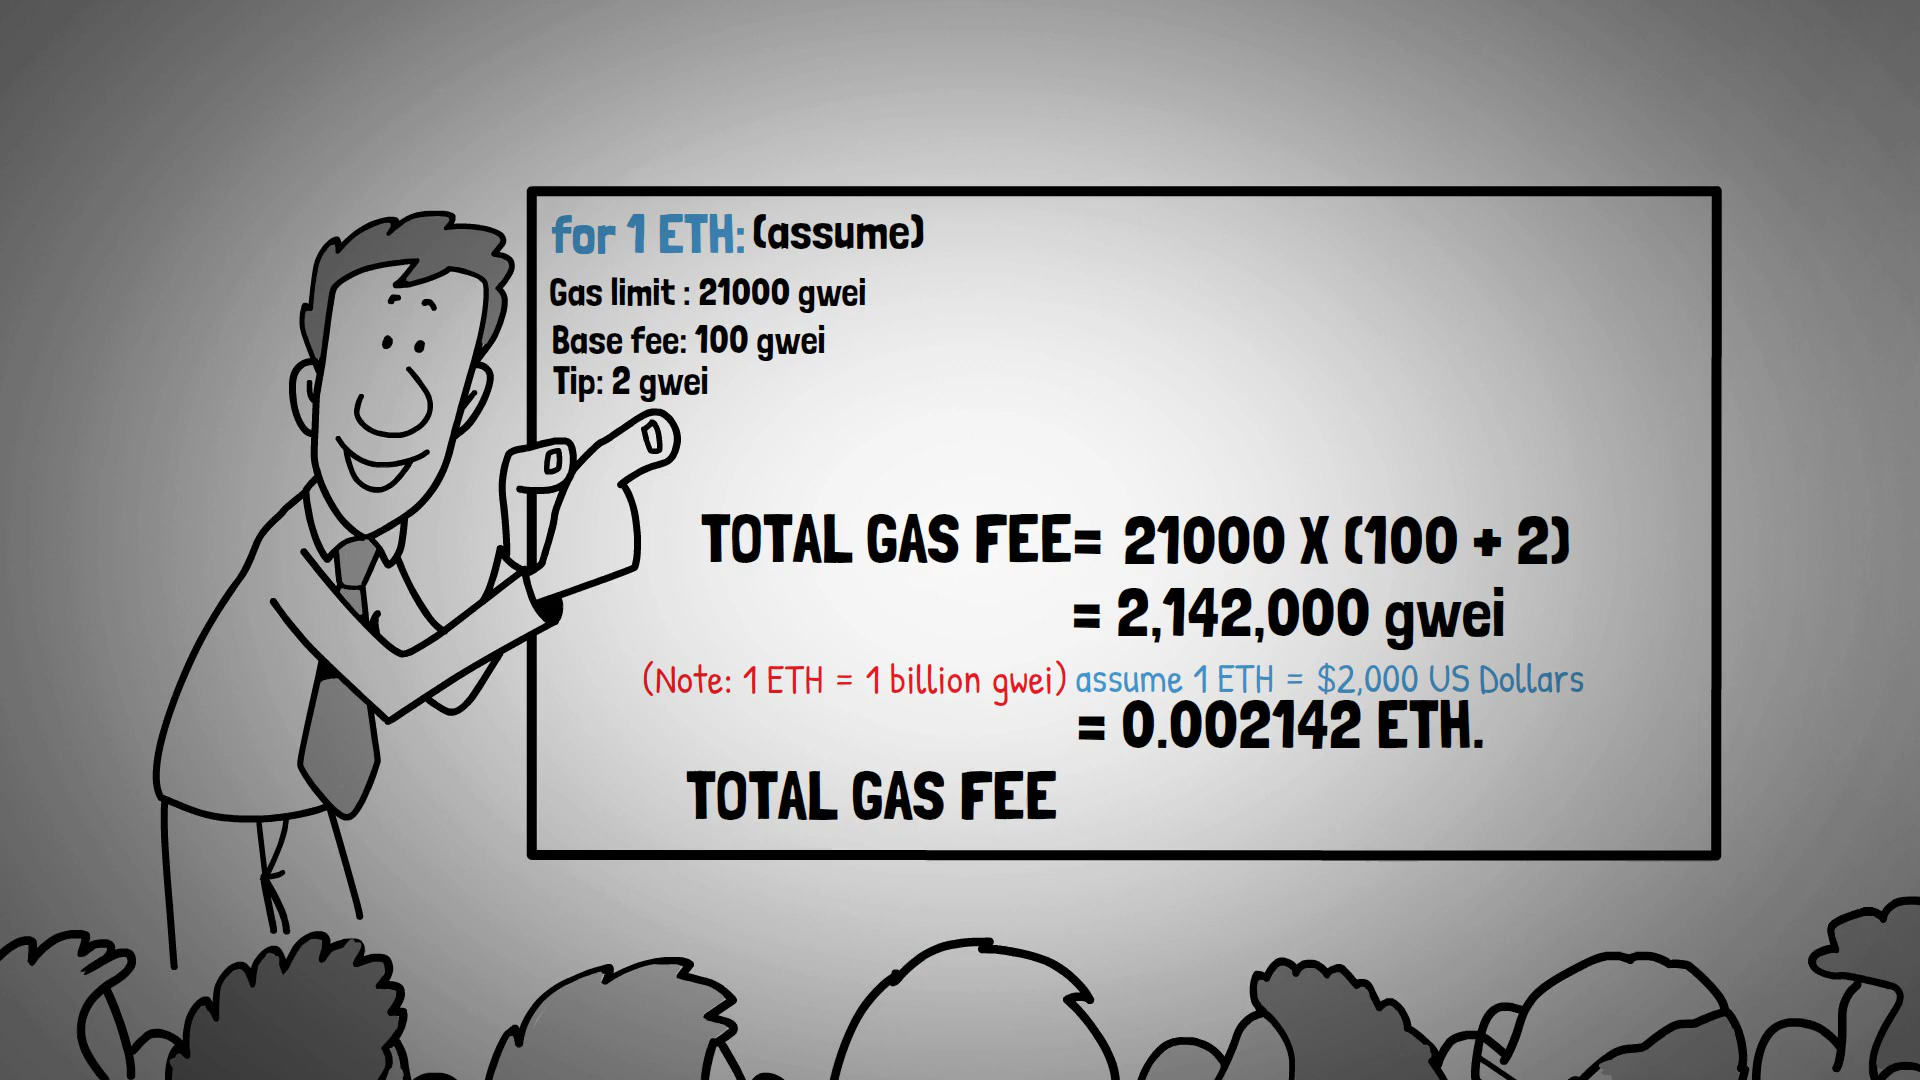 for 1 ETH: (assume)
Gas limit : 21000 gwei
Base fee: 100 gwei
Tip: 2 gwei
TOTAL GAS FEE= 21000 X (100 + 2)
= 2,142,000 gwei
(Note: 1 ETH = 1 billion gwei) assume 1 ETH = $2,000 US Dollars
= 0.002142 ETH.
TOTAL GAS FEE